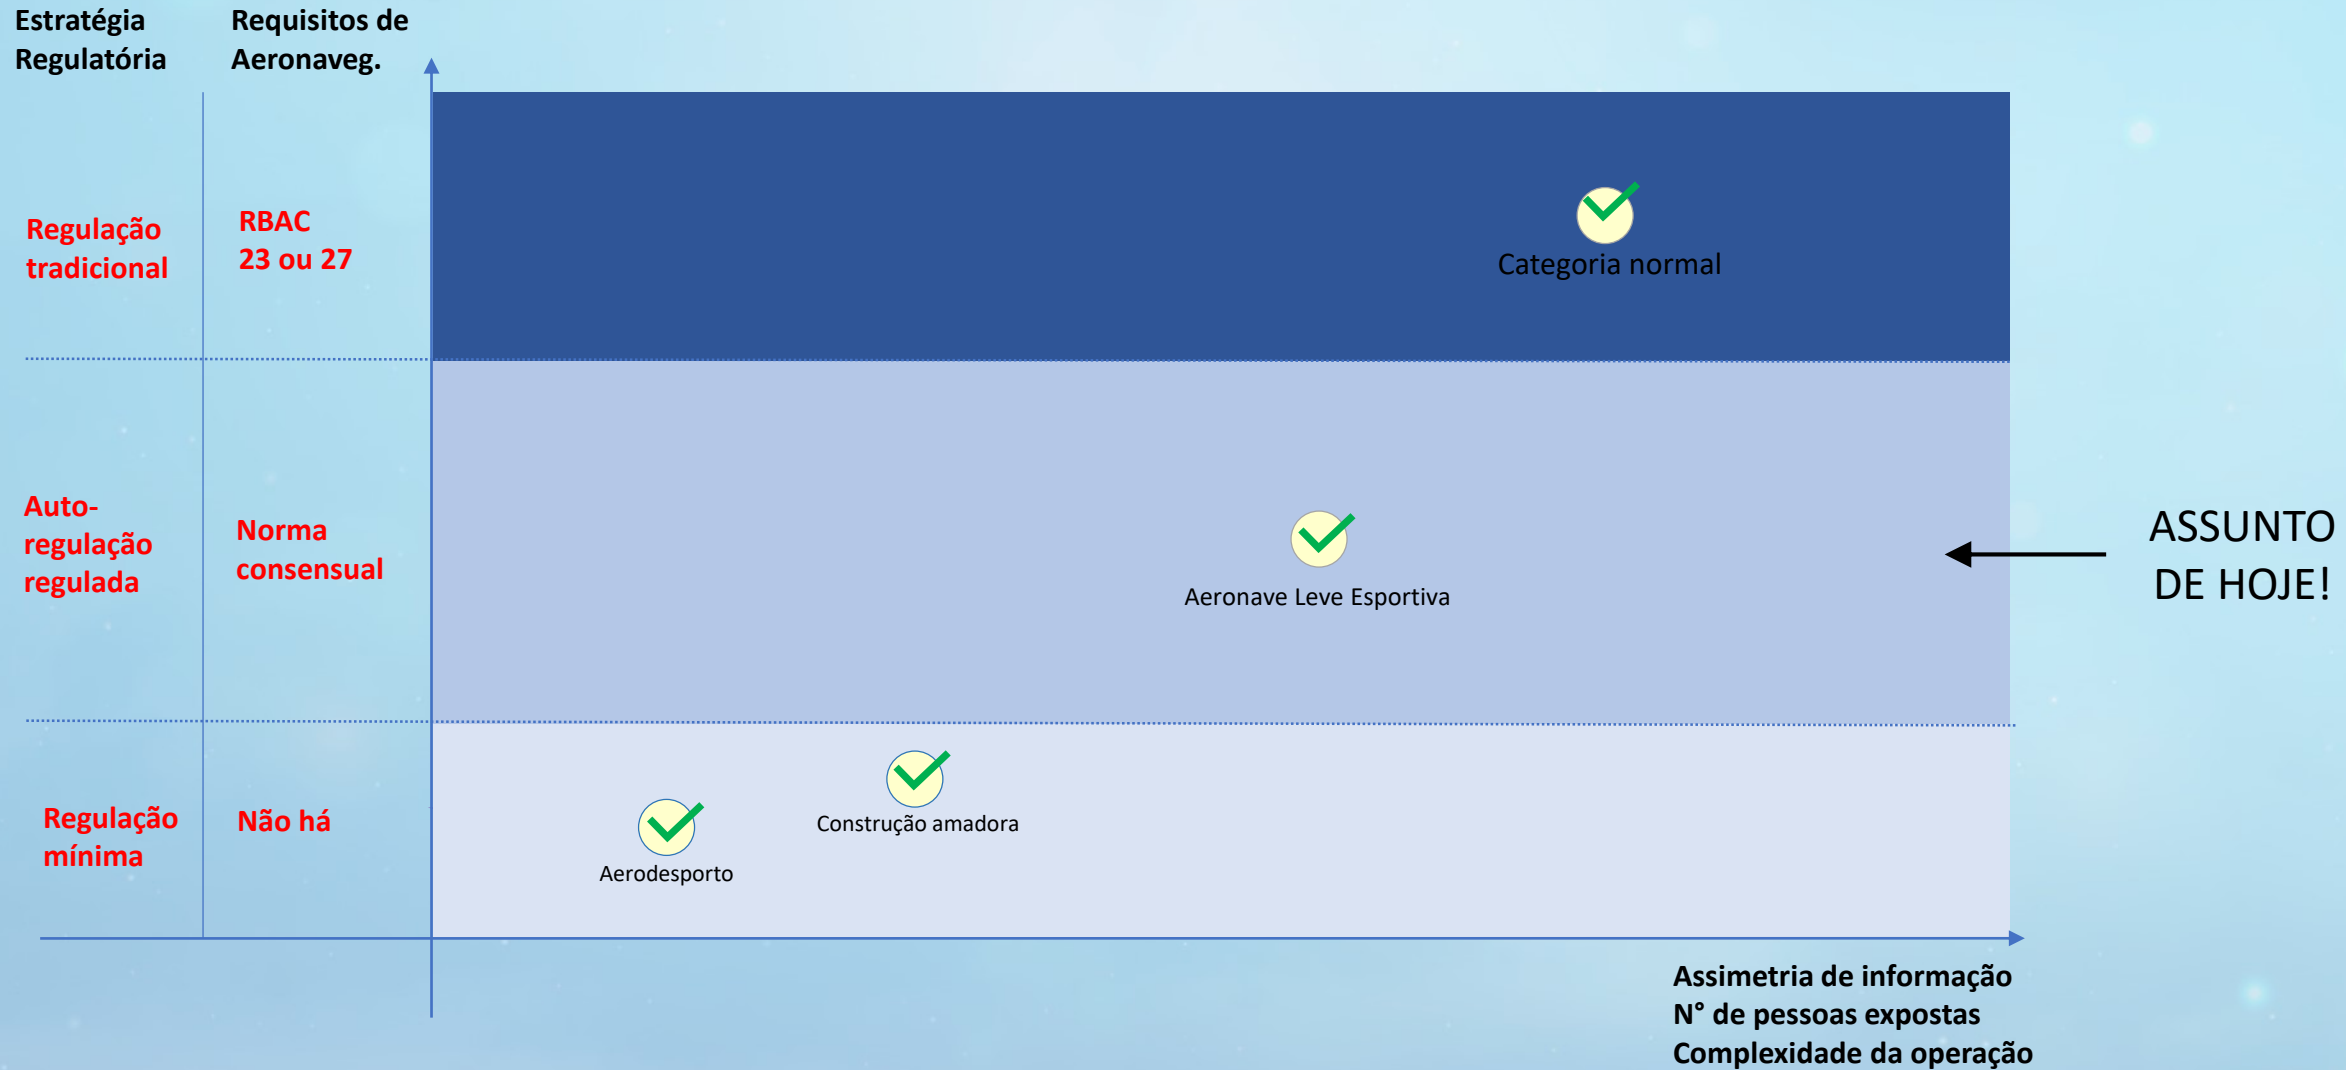 Estratégia
Regulatória
Requisitos de
Aeronaveg.
Regulação
tradicional
RBAC
23 ou 27
Categoria normal
Auto-
regulação
regulada
Norma
consensual
Aeronave Leve Esportiva
ASSUNTO
DE HOJE!
Regulação
mínima
Não há
Aerodesporto
Construção amadora
Assimetria de informação
N° de pessoas expostas
Complexidade da operação